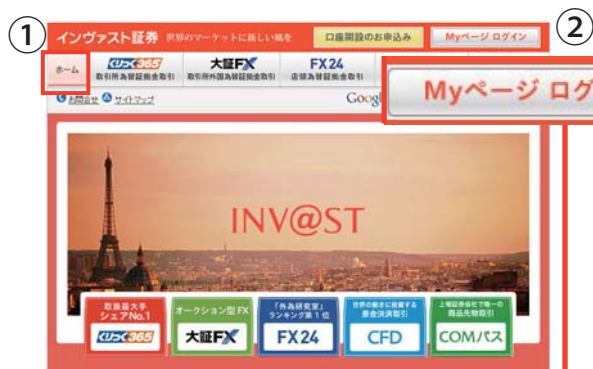 ①
②
インヴァスト証券 世界のマーケットに新しい風を
口座開設のお申込み
Myページ ログイン
ホーム
くりっく365
取引所為替証拠金取引
大証FX
取引所外国為替証拠金取引
FX24
店頭為替証拠金取引
Myページ ログ
お問合せ サイトマップ
Googl
INV@ST
取扱最大手
シェアNo.1
くりっく365
オークション型FX
大証FX
「外為研究室」
ランキング第1位
FX24
世界の動きに投資する
差金決済取引
CFD
上場証券会社で唯一の
商品先物取引
COMパス